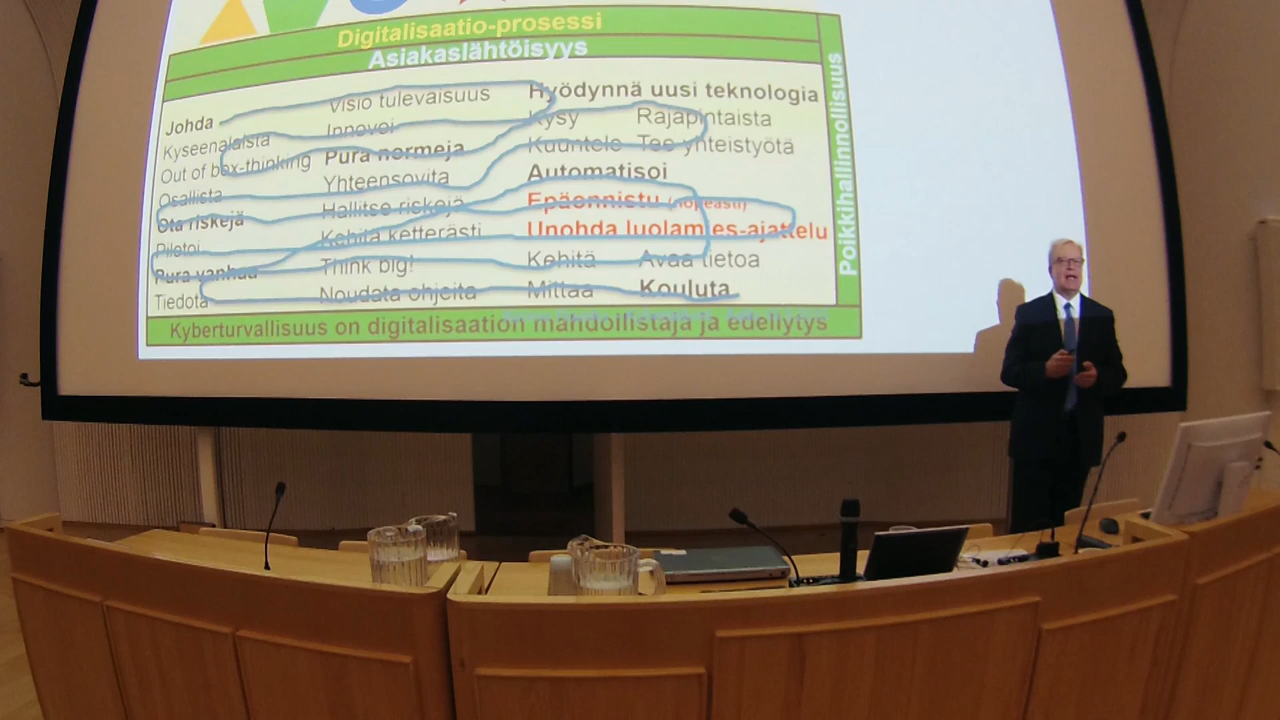 Digitalisaatio-prosessi
Asiakaslähtöisyys
Johda Visio tulevaisuus Hyödynnä uusi teknologia
Kyseenalaista Innovoi Kysy Rajapintaista
Out of box-thinking Pura normeja Kuuntele Tee yhteistyötä
Osallista Yhteensovita Automatisoi
Ota riskejä Hallitse riskejä Epäonnistu (nopeasti)
Pilotoi Kehitä ketterästi Unohda luolamies-ajattelu
Pura vanhaa Think big! Kehitä Avaa tietoa
Tiedota Noudata ohjeita Mittaa Kouluta
Kyberturvallisuus on digitalisaation mahdollistaja ja edellytys
Poikkihallinnollisuus